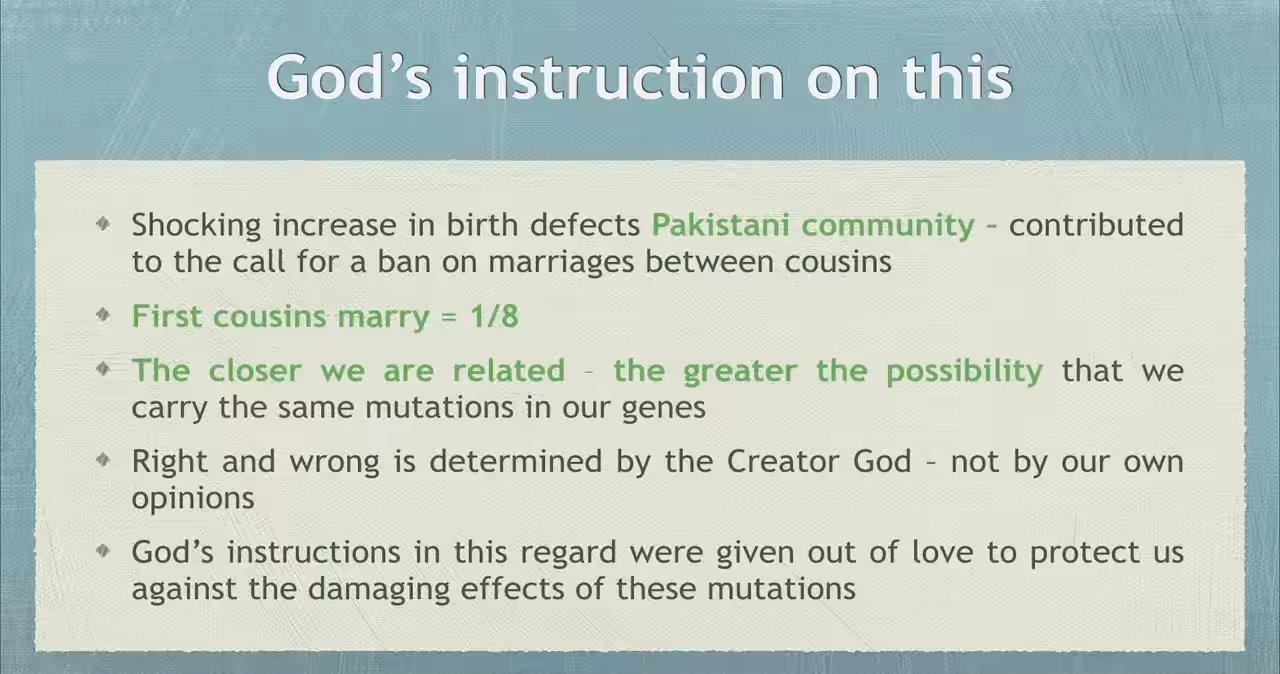 God’s instruction on this
Shocking increase in birth defects Pakistani community – contributed
to the call for a ban on marriages between cousins
First cousins marry = 1/8
The closer we are related – the greater the possibility that we
carry the same mutations in our genes
Right and wrong is determined by the Creator God – not by our own
opinions
God’s instructions in this regard were given out of love to protect us
against the damaging effects of these mutations